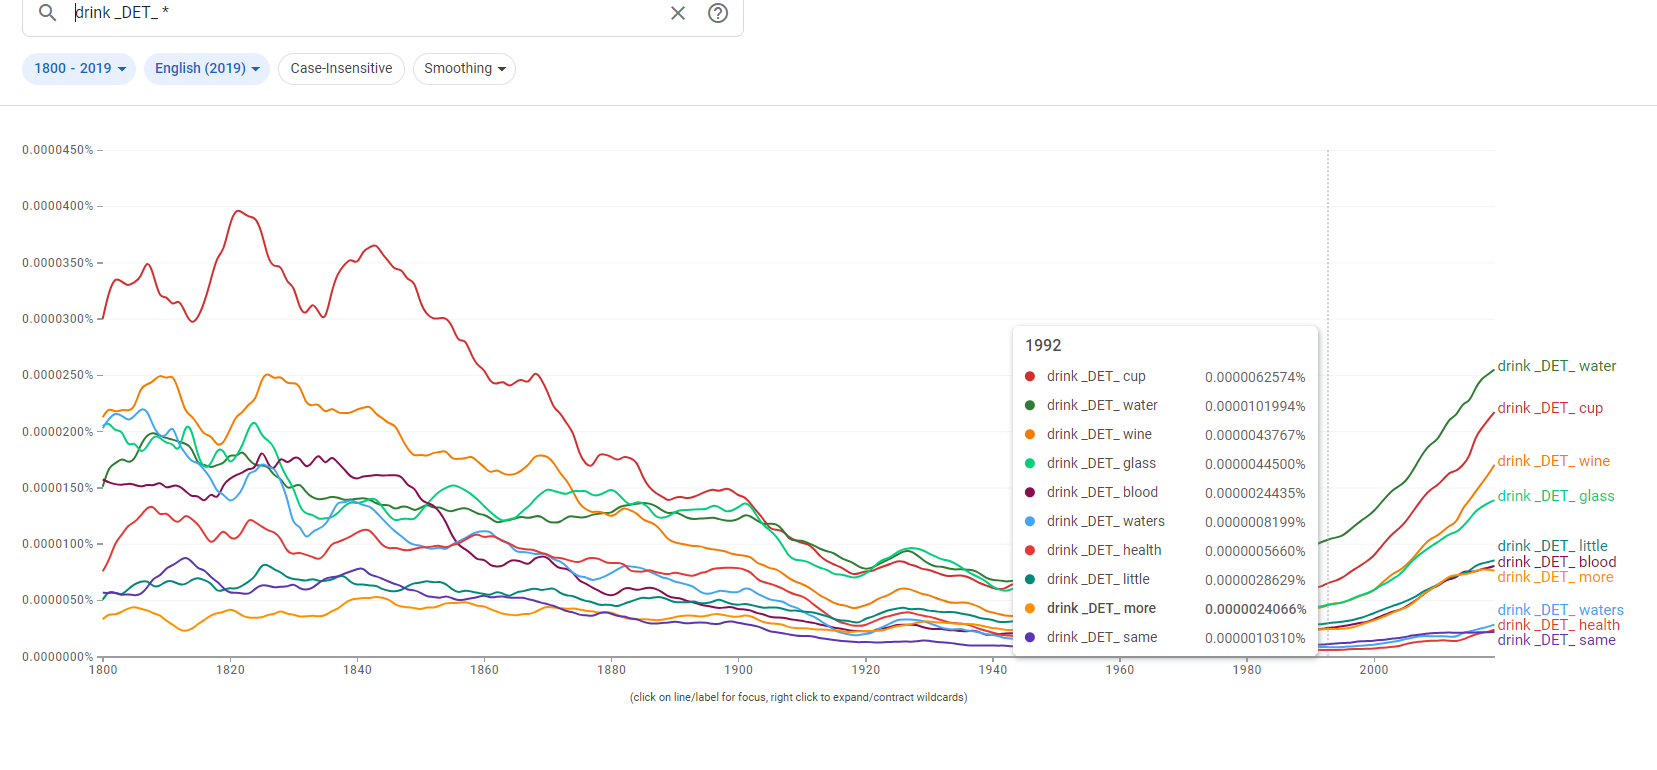 drink _DET_ *
1800 - 2019 English (2019) Case-Insensitive Smoothing
0.0000450%
0.0000400%
0.0000350%
0.0000300%
0.0000250%
0.0000200%
0.0000150%
0.0000100%
0.0000050%
0.0000000%
1992
drink _DET_ cup 0.0000062574%
drink _DET_ water 0.0000101994%
drink _DET_ wine 0.0000043767%
drink _DET_ glass 0.0000044500%
drink _DET_ blood 0.0000024435%
drink _DET_ waters 0.0000008199%
drink _DET_ health 0.0000005660%
drink _DET_ little 0.0000028629%
drink _DET_ more 0.0000024066%
drink _DET_ same 0.0000010310%
drink _DET_ water
drink _DET_ cup
drink _DET_ wine
drink _DET_ glass
drink _DET_ little
drink _DET_ blood
drink _DET_ more
drink _DET_ waters
drink _DET_ health
drink _DET_ same
1800 1820 1840 1860 1880 1900 1920 1940 1960 1980 2000
(click on line/label for focus, right click to expand/contract wildcards)